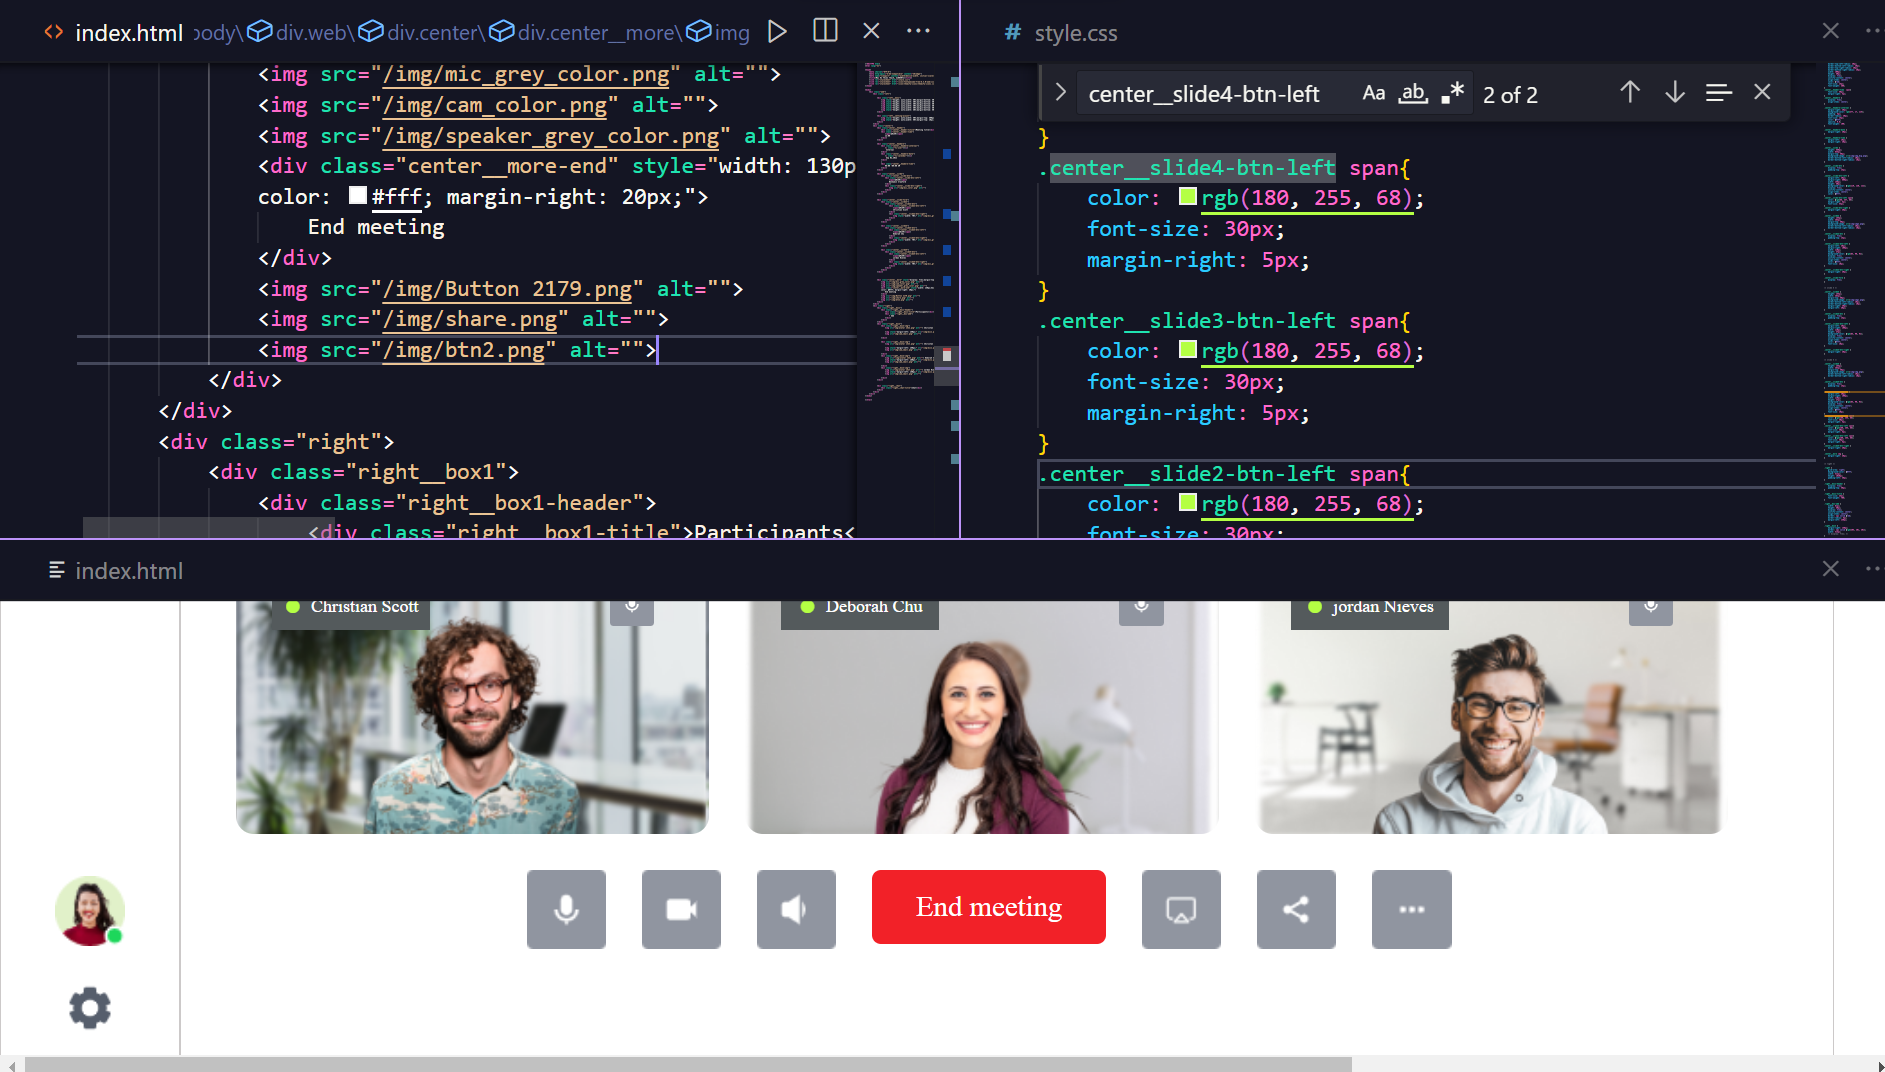 index.html body\ div.web\ div.center\ div.center__more\ img
<img src="/img/mic_grey_color.png" alt="">
<img src="/img/cam_color.png" alt="">
<img src="/img/speaker_grey_color.png" alt="">
<div class="center__more-end" style="width: 130p
color: #fff; margin-right: 20px;">
End meeting
</div>
<img src="/img/Button 2179.png" alt="">
<img src="/img/share.png" alt="">
<img src="/img/btn2.png" alt="">
</div>
</div>
<div class="right">
<div class="right__box1">
<div class="right__box1-header">
<div class="right__box1-title">Participants<
# style.css
center__slide4-btn-left Aa ab 2 of 2
}
.center__slide4-btn-left span{
color: rgb(180, 255, 68);
font-size: 30px;
margin-right: 5px;
}
.center__slide3-btn-left span{
color: rgb(180, 255, 68);
font-size: 30px;
margin-right: 5px;
}
.center__slide2-btn-left span{
color: rgb(180, 255, 68);
font-size: 30px;
index.html
Christian Scott
Deborah Chu
jordan Nieves
End meeting